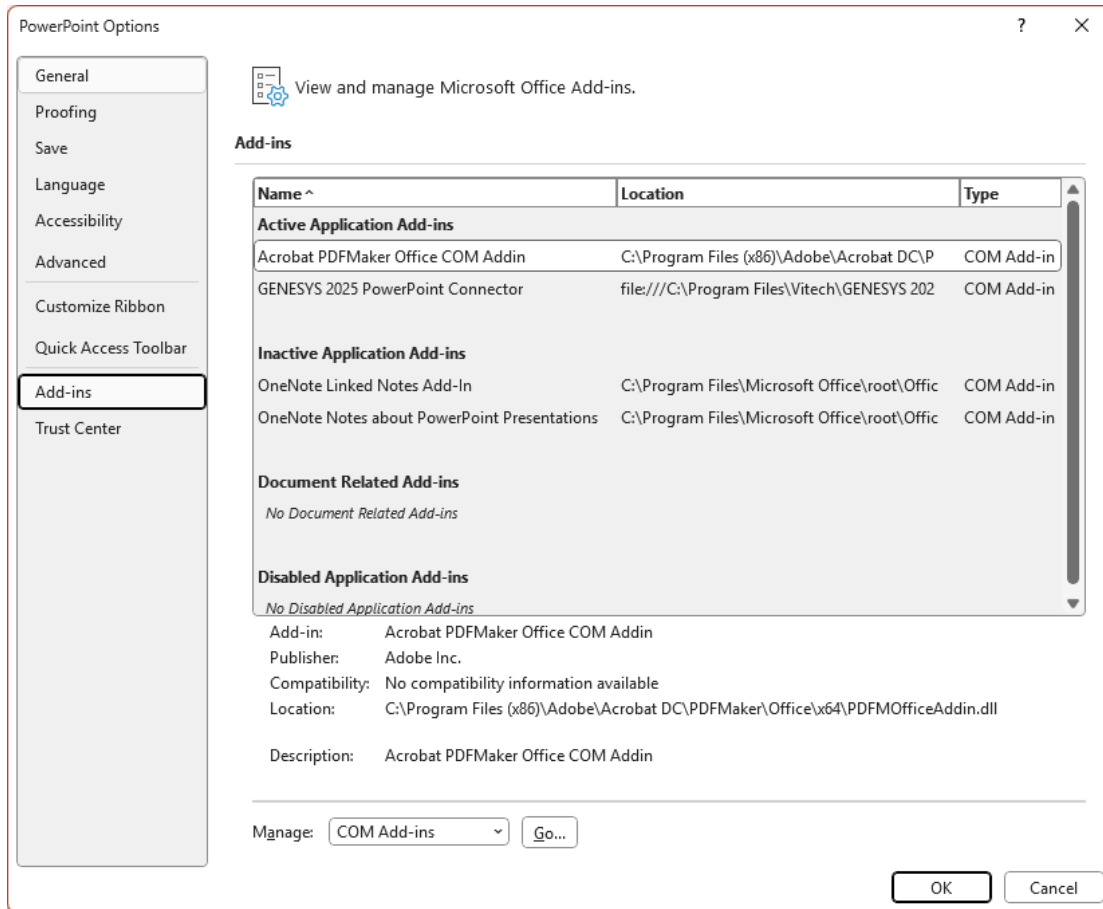 PowerPoint Options
?
General
Proofing
Save
Language
Accessibility
Advanced
Customize Ribbon
Quick Access Toolbar
Add-ins
Trust Center
View and manage Microsoft Office Add-ins.
Add-ins
Name Location Type
Active Application Add-ins
Acrobat PDFMaker Office COM Addin C:\Program Files (x86)\Adobe\Acrobat DC\P COM Add-in
GENESYS 2025 PowerPoint Connector file:///C:\Program Files\Vitech\GENESYS 202 COM Add-in
Inactive Application Add-ins
OneNote Linked Notes Add-In C:\Program Files\Microsoft Office\root\Offic COM Add-in
OneNote Notes about PowerPoint Presentations C:\Program Files\Microsoft Office\root\Offic COM Add-in
Document Related Add-ins
No Document Related Add-ins
Disabled Application Add-ins
No Disabled Application Add-ins
Add-in: Acrobat PDFMaker Office COM Addin
Publisher: Adobe Inc.
Compatibility: No compatibility information available
Location: C:\Program Files (x86)\Adobe\Acrobat DC\PDFMaker\Office\x64\PDFMOfficeAddin.dll
Description: Acrobat PDFMaker Office COM Addin
Manage: COM Add-ins Go...
OK Cancel